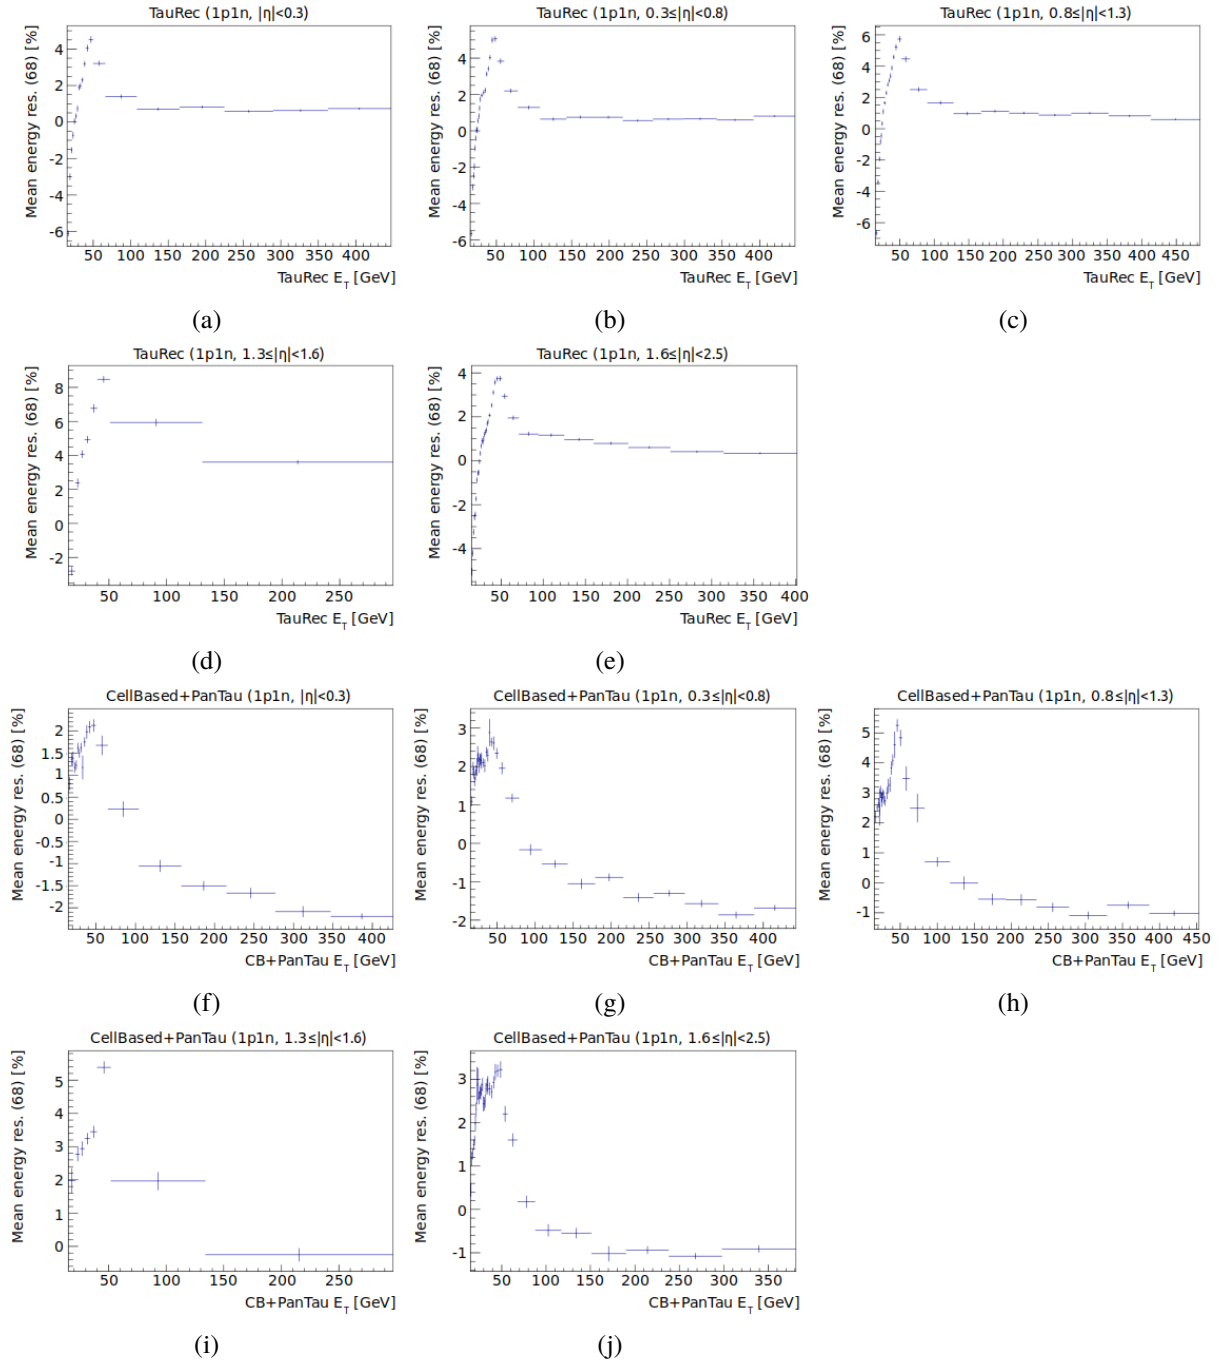 TauRec (1p1n, |η|<0.3)
Mean energy res. (68) [%]
4
2
0
-2
-4
-6
50 100 150 200 250 300 350 400
TauRec E_T [GeV]
(a)
TauRec (1p1n, 0.3≤|η|<0.8)
Mean energy res. (68) [%]
4
2
0
-2
-4
-6
50 100 150 200 250 300 350 400
TauRec E_T [GeV]
(b)
TauRec (1p1n, 0.8≤|η|<1.3)
Mean energy res. (68) [%]
6
4
2
0
-2
-4
-6
50 100 150 200 250 300 350 400 450
TauRec E_T [GeV]
(c)
TauRec (1p1n, 1.3≤|η|<1.6)
Mean energy res. (68) [%]
8
6
4
2
0
-2
50 100 150 200 250
TauRec E_T [GeV]
(d)
TauRec (1p1n, 1.6≤|η|<2.5)
Mean energy res. (68) [%]
4
2
0
-2
-4
50 100 150 200 250 300 350 400
TauRec E_T [GeV]
(e)
CellBased+PanTau (1p1n, |η|<0.3)
Mean energy res. (68) [%]
2
1.5
1
0.5
0
-0.5
-1
-1.5
-2
50 100 150 200 250 300 350 400
CB+PanTau E_T [GeV]
(f)
CellBased+PanTau (1p1n, 0.3≤|η|<0.8)
Mean energy res. (68) [%]
3
2
1
0
-1
-2
50 100 150 200 250 300 350 400
CB+PanTau E_T [GeV]
(g)
CellBased+PanTau (1p1n, 0.8≤|η|<1.3)
Mean energy res. (68) [%]
5
4
3
2
1
0
-1
50 100 150 200 250 300 350 400 450
CB+PanTau E_T [GeV]
(h)
CellBased+PanTau (1p1n, 1.3≤|η|<1.6)
Mean energy res. (68) [%]
5
4
3
2
1
0
50 100 150 200 250
CB+PanTau E_T [GeV]
(i)
CellBased+PanTau (1p1n, 1.6≤|η|<2.5)
Mean energy res. (68) [%]
3
2
1
0
-1
50 100 150 200 250 300 350
CB+PanTau E_T [GeV]
(j)